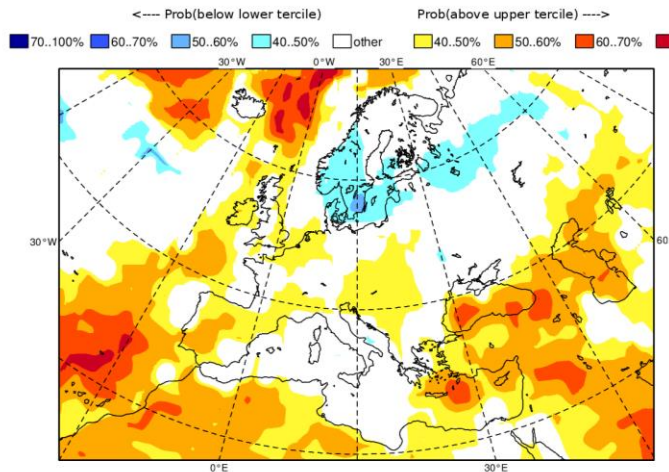 <---- Prob(below lower tercile) Prob(above upper tercile) ---->
70..100% 60..70% 50..60% 40..50% other 40..50% 50..60% 60..70%
30°W 0°W 30°E 60°E
30°W 60
0°E 30°E